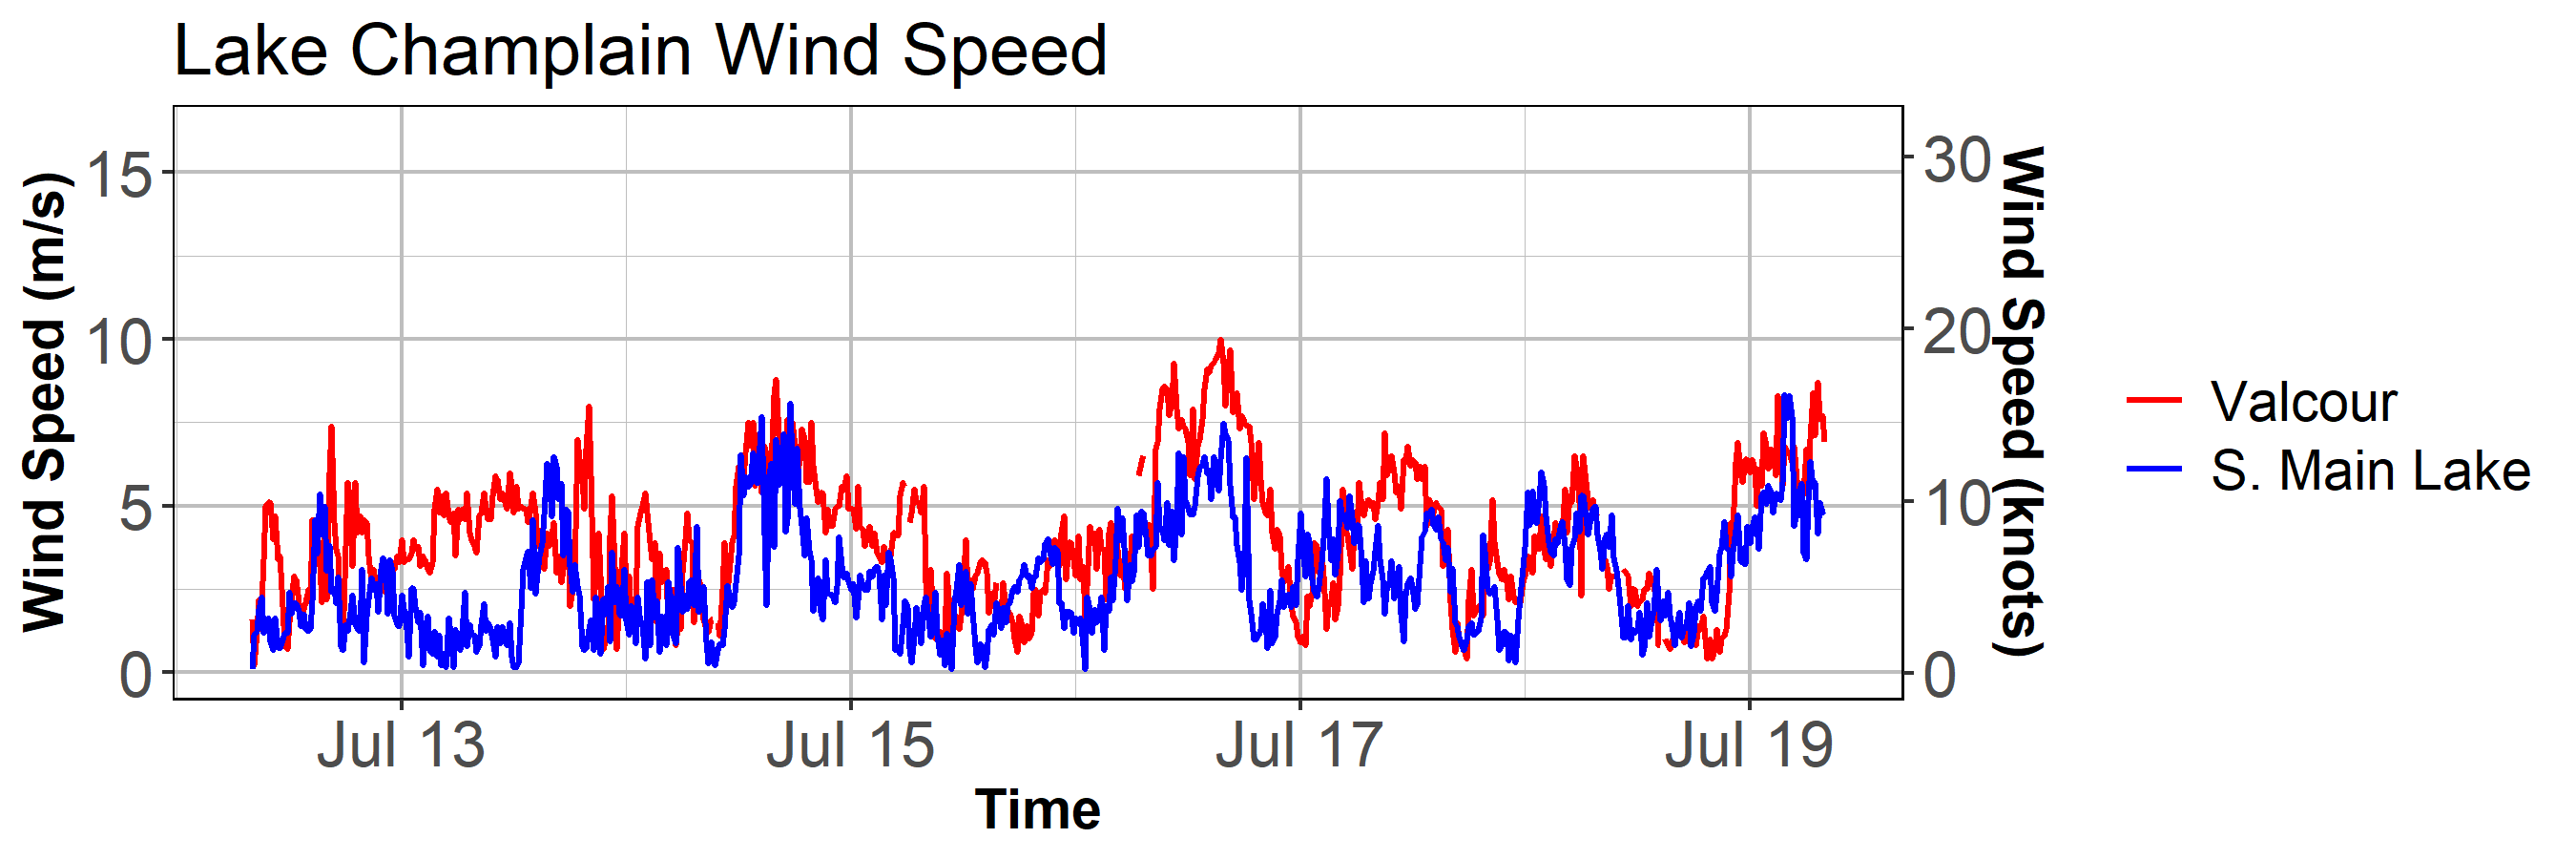 Lake Champlain Wind Speed
Wind Speed (m/s)
15
10
5
0
30
20
10
0
Wind Speed (knots)
Jul 13
Jul 15
Jul 17
Jul 19
Time
Valcour
S. Main Lake